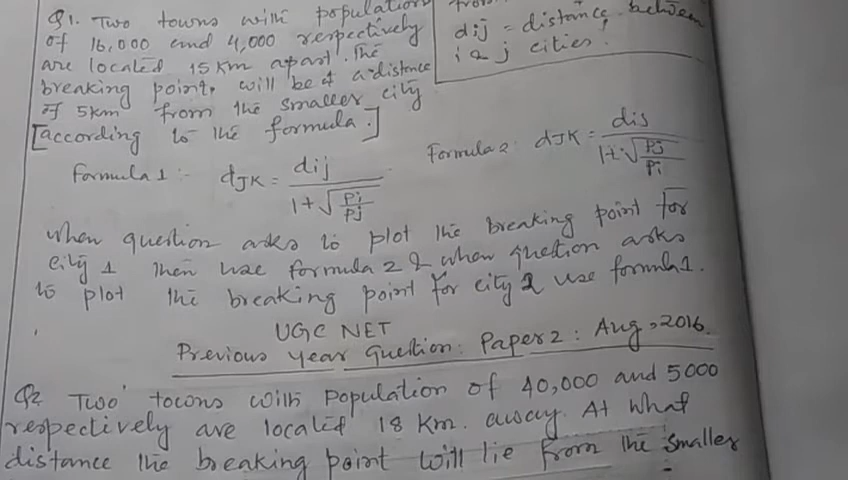 Q1. Two towns with population
of 16,000 and 4,000 respectively
are located 15 Km apart. The
breaking point, will be at a distance
of 5km from the smaller city
[according to the formula.]
dij = distance between
i & j cities.
Formula 1:- dJK = dij / 1+√Pi/Pj
Formula 2 dJK = dis / 1+√Pj/Pi
When question asks to plot the breaking point for
city 1 then use formula 2 & when question asks
to plot the breaking point for city 2 use formula 1.
UGC NET
Previous year Question: Paper 2: Aug, 2016.
Q2 Two towns with population of 40,000 and 5000
respectively are located 18 Km. away. At what
distance the breaking point will lie from the smaller